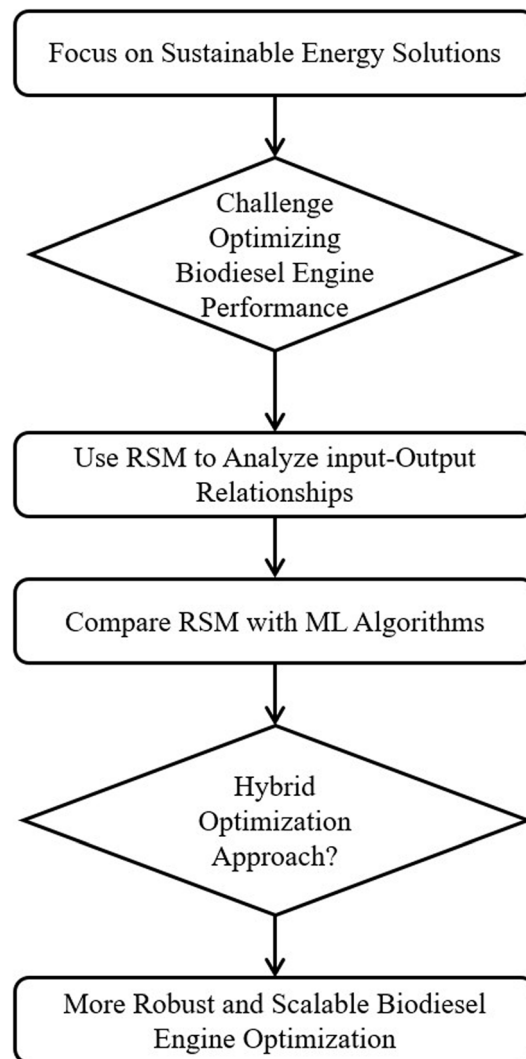 Focus on Sustainable Energy Solutions
Challenge
Optimizing
Biodiesel Engine
Performance
Use RSM to Analyze input-Output
Relationships
Compare RSM with ML Algorithms
Hybrid
Optimization
Approach?
More Robust and Scalable Biodiesel
Engine Optimization